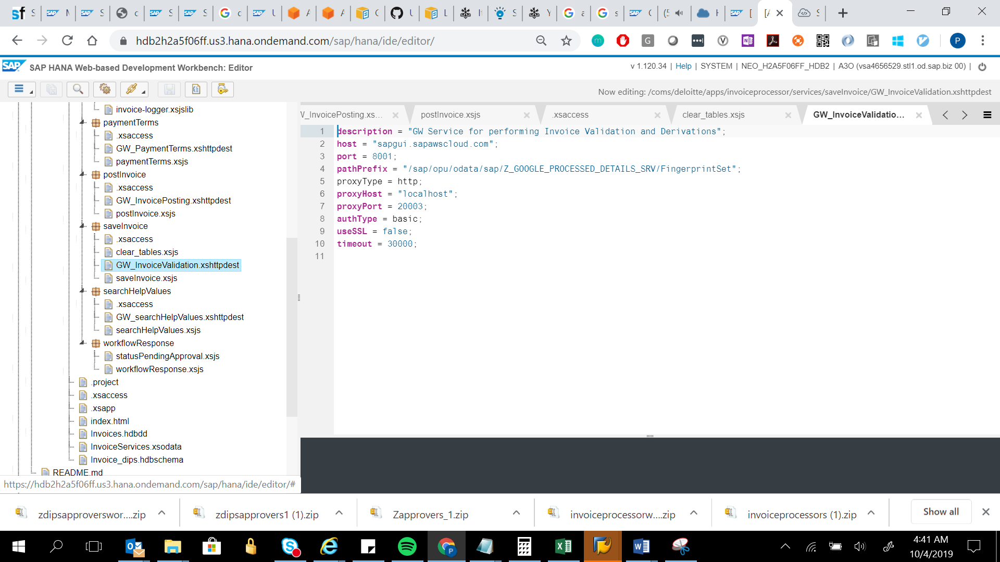 hdb2h2a5f06ff.us3.hana.ondemand.com/sap/hana/ide/editor/
P
SAP SAP HANA Web-based Development Workbench: Editor
v 1.120.34 | Help | SYSTEM | NEO_H2A5F06FF_HDB2 | A3O (vsa4656529.stl1.od.sap.biz 00) |
Now editing: /coms/deloitte/apps/invoiceprocessor/services/saveInvoice/GW_InvoiceValidation.xshttpdest
invoice-logger.xsjslib
paymentTerms
.xsaccess
GW_PaymentTerms.xshttpdest
paymentTerms.xsjs
postInvoice
.xsaccess
GW_InvoicePosting.xshttpdest
postInvoice.xsjs
saveInvoice
.xsaccess
clear_tables.xsjs
GW_InvoiceValidation.xshttpdest
saveInvoice.xsjs
searchHelpValues
.xsaccess
GW_searchHelpValues.xshttpdest
searchHelpValues.xsjs
workflowResponse
statusPendingApproval.xsjs
workflowResponse.xsjs
.project
.xsaccess
.xsapp
index.html
Invoices.hdbdd
InvoiceServices.xsodata
Invoice_dips.hdbschema
README.md
https://hdb2h2a5f06ff.us3.hana.ondemand.com/sap/hana/ide/editor/#
W_InvoicePosting.xs... postInvoice.xsjs .xsaccess clear_tables.xsjs GW_InvoiceValidatio...
1 description = "GW Service for performing Invoice Validation and Derivations";
2 host = "sapgui.sapawscloud.com";
3 port = 8001;
4 pathPrefix = "/sap/opu/odata/sap/Z_GOOGLE_PROCESSED_DETAILS_SRV/FingerprintSet";
5 proxyType = http;
6 proxyHost = "localhost";
7 proxyPort = 20003;
8 authType = basic;
9 useSSL = false;
10 timeout = 30000;
11
zdipsapproverswor....zip zdipsapprovers1 (1).zip Zapprovers_1.zip invoiceprocessorw....zip invoiceprocessors (1).zip Show all
4:41 AM
10/4/2019